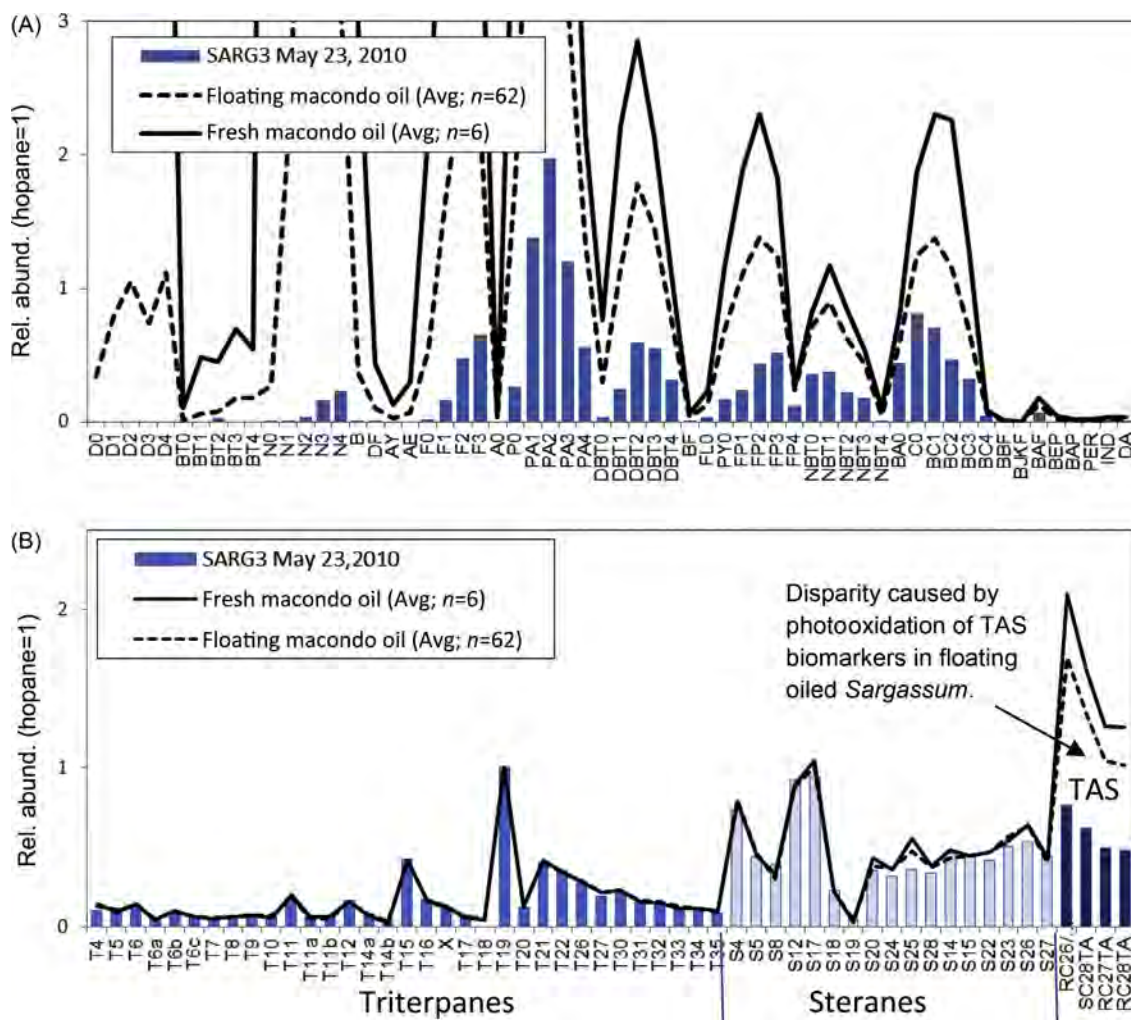 (A)
Rel. abund. (hopane=1)
3
2
1
0
SARG3 May 23, 2010
Floating macondo oil (Avg; n=62)
Fresh macondo oil (Avg; n=6)
D0 D1 D2 D3 D4 BT0 BT1 BT2 BT3 BT4 N0 N1 N2 N3 N4 B DF AY AE F0 F1 F2 F3 A0 P0 PA1 PA2 PA3 PA4 DBT0 DBT1 DBT2 DBT3 DBT4 BF FL0 PY0 FP1 FP2 FP3 FP4 NBT0 NBT1 NBT2 NBT3 NBT4 BA0 C0 BC1 BC2 BC3 BC4 BBF BJKF BAF BEP BAP PER IND DA
(B)
Rel. abund. (hopane=1)
2
1
0
SARG3 May 23,2010
Fresh macondo oil (Avg; n=6)
Floating macondo oil (Avg; n=62)
Disparity caused by
photooxidation of TAS
biomarkers in floating
oiled Sargassum.
TAS
T4 T5 T6 T6a T6b T6c T7 T8 T9 T10 T11 T11a T11b T12 T14a T14b T15 T16 X T17 T18 T19 T20 T21 T22 T26 T27 T30 T31 T32 T33 T34 T35 S4 S5 S8 S12 S17 S18 S19 S20 S24 S25 S28 S14 S15 S22 S23 S26 S27 RC26/ SC28TA RC27TA RC28TA
Triterpanes
Steranes